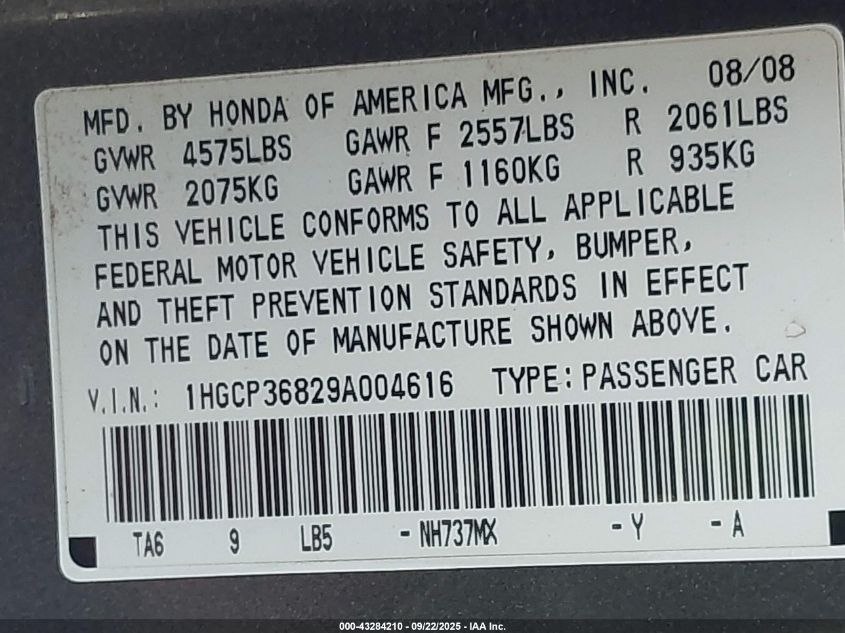 MFD. BY HONDA OF AMERICA MFG., INC. 08/08
GVWR 4575LBS GAWR F 2557LBS R 2061LBS
GVWR 2075KG GAWR F 1160KG R 935KG
THIS VEHICLE CONFORMS TO ALL APPLICABLE
FEDERAL MOTOR VEHICLE SAFETY, BUMPER,
AND THEFT PREVENTION STANDARDS IN EFFECT
ON THE DATE OF MANUFACTURE SHOWN ABOVE.
V.I.N.: 1HGCP36829A004616 TYPE: PASSENGER CAR
TA6 9 LB5 - NH737MX - Y - A
000-43284210 - 09/22/2025 - IAA Inc.